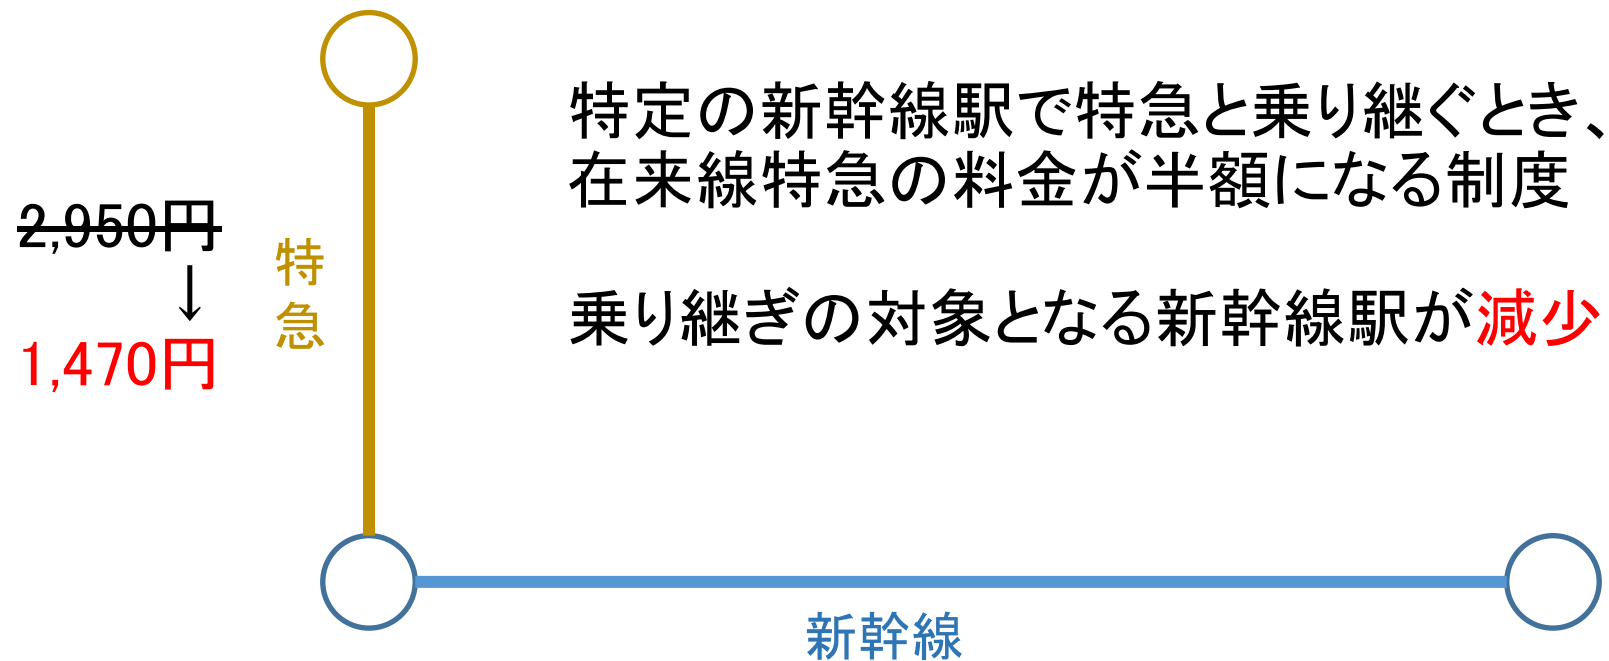 特定の新幹線駅で特急と乗り継ぐとき、
在来線特急の料金が半額になる制度
乗り継ぎの対象となる新幹線駅が減少
2,950円
↓
1,470円
特急
新幹線